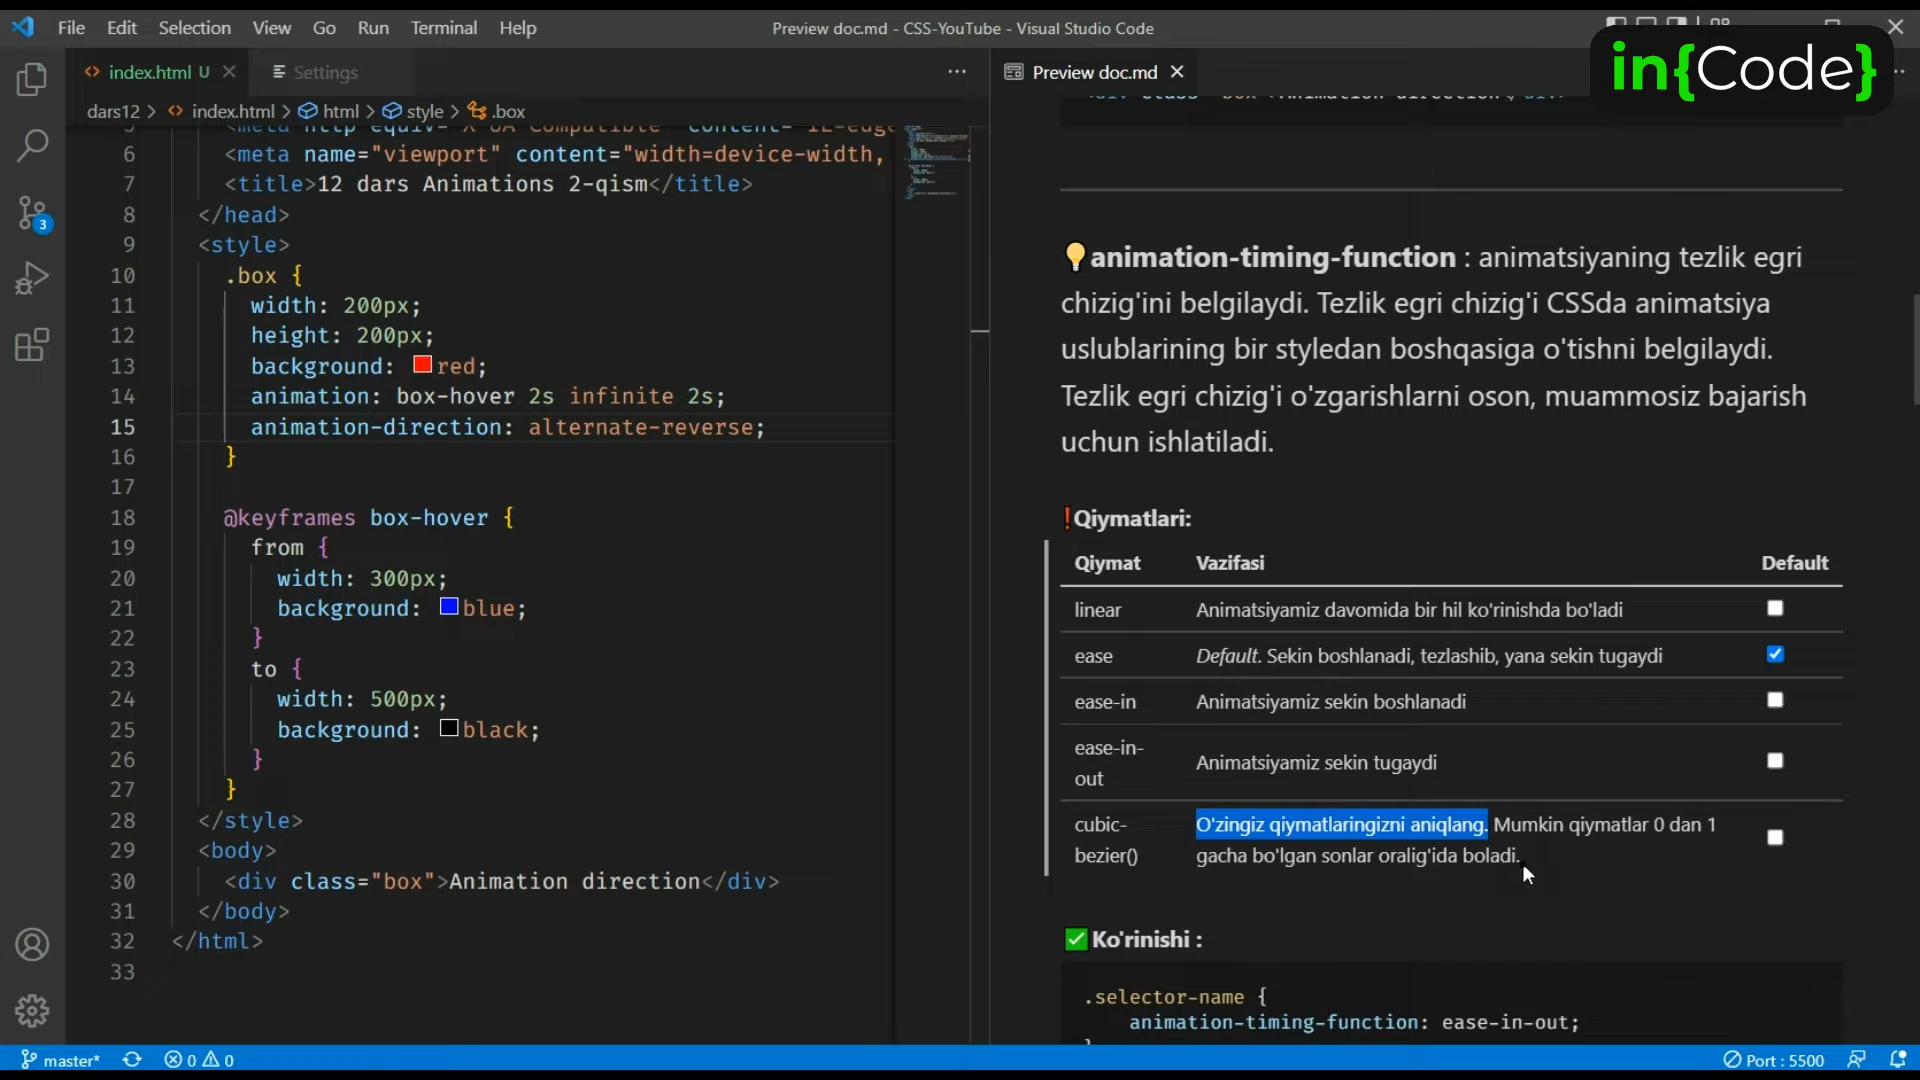 File Edit Selection View Go Run Terminal Help
Preview doc.md - CSS-YouTube - Visual Studio Code
in{Code}
index.html U
Settings
Preview doc.md
dars12 > index.html > html > style > .box
6 <meta name="viewport" content="width=device-width,
7 <title>12 dars Animations 2-qism</title>
8 </head>
9 <style>
10 .box {
11 width: 200px;
12 height: 200px;
13 background: red;
14 animation: box-hover 2s infinite 2s;
15 animation-direction: alternate-reverse;
16 }
17
18 @keyframes box-hover {
19 from {
20 width: 300px;
21 background: blue;
22 }
23 to {
24 width: 500px;
25 background: black;
26 }
27 }
28 </style>
29 <body>
30 <div class="box">Animation direction</div>
31 </body>
32 </html>
33
💡animation-timing-function : animatsiyaning tezlik egri
chizig'ini belgilaydi. Tezlik egri chizig'i CSSda animatsiya
uslublarining bir styledan boshqasiga o'tishni belgilaydi.
Tezlik egri chizig'i o'zgarishlarni oson, muammosiz bajarish
uchun ishlatiladi.
❗Qiymatlari:
Qiymat Vazifasi Default
linear Animatsiyamiz davomida bir hil ko'rinishda bo'ladi
ease Default. Sekin boshlanadi, tezlashib, yana sekin tugaydi
ease-in Animatsiyamiz sekin boshlanadi
ease-in-
out
Animatsiyamiz sekin tugaydi
cubic-
bezier()
O'zingiz qiymatlaringizni aniqlang. Mumkin qiymatlar 0 dan 1
gacha bo'lgan sonlar oralig'ida boladi.
✅ Ko'rinishi :
.selector-name {
animation-timing-function: ease-in-out;
3
master* 0 0
Port : 5500